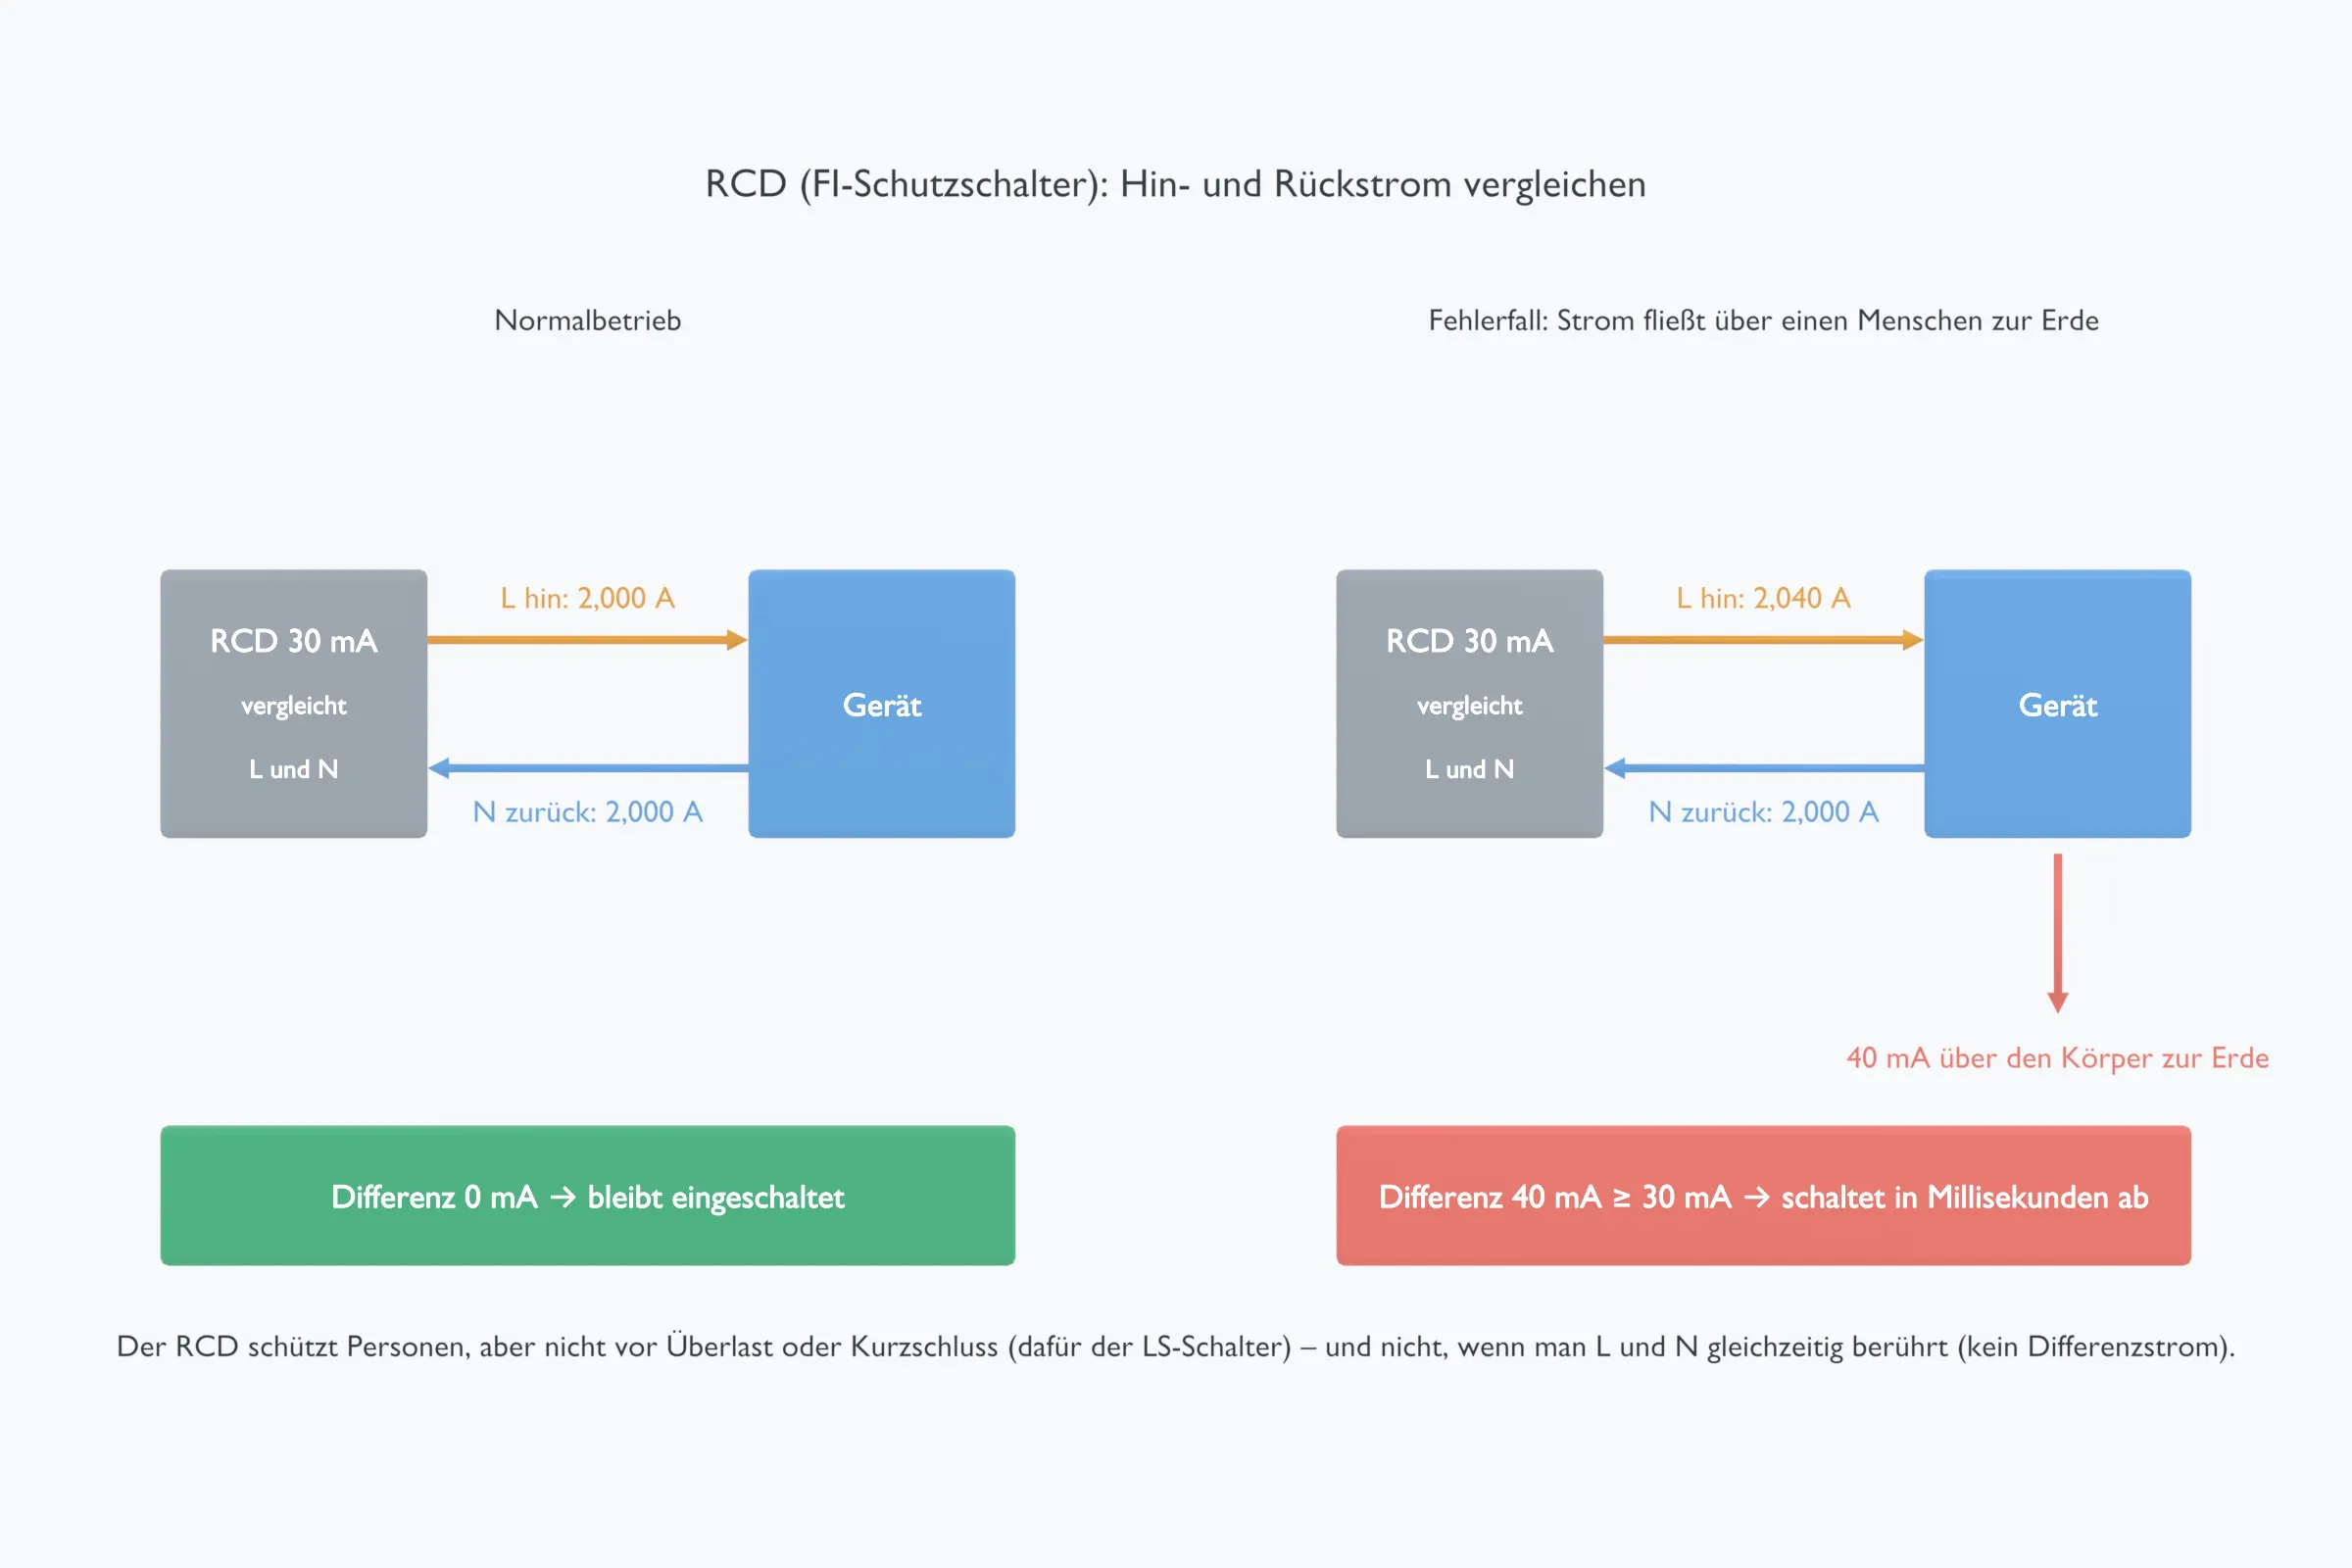 RCD (FI-Schutzschalter): Hin- und Rückstrom vergleichen
Normalbetrieb
RCD 30 mA
vergleicht
L und N
L hin: 2,000 A
N zurück: 2,000 A
Gerät
Differenz 0 mA → bleibt eingeschaltet
Fehlerfall: Strom fließt über einen Menschen zur Erde
RCD 30 mA
vergleicht
L und N
L hin: 2,040 A
N zurück: 2,000 A
Gerät
40 mA über den Körper zur Erde
Differenz 40 mA ≥ 30 mA → schaltet in Millisekunden ab
Der RCD schützt Personen, aber nicht vor Überlast oder Kurzschluss (dafür der LS-Schalter) – und nicht, wenn man L und N gleichzeitig berührt (kein Differenzstrom).